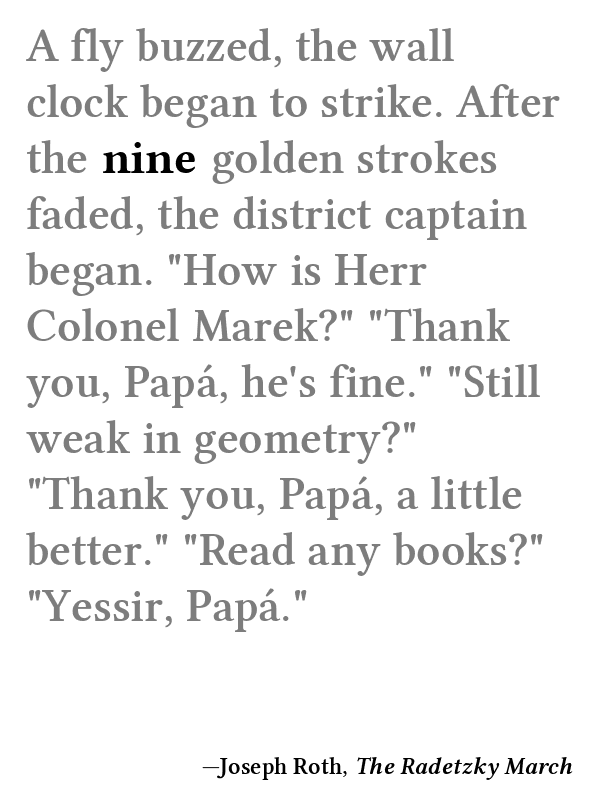 A fly buzzed, the wall
clock began to strike. After
the nine golden strokes
faded, the district captain
began. "How is Herr
Colonel Marek?" "Thank
you, Papá, he's fine." "Still
weak in geometry?"
"Thank you, Papá, a little
better." "Read any books?"
"Yessir, Papá."
—Joseph Roth, The Radetzky March